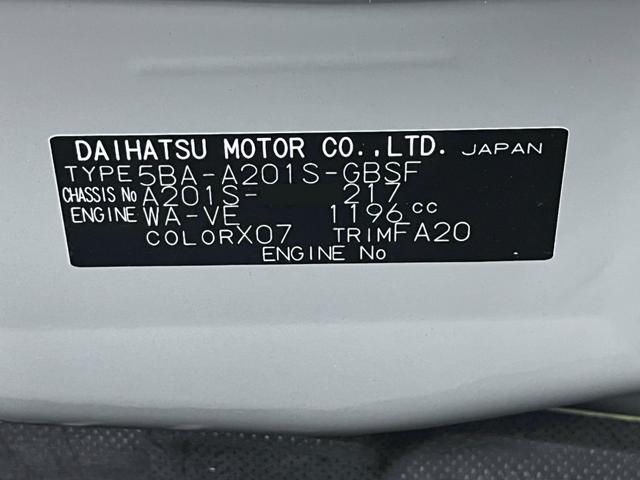 DAIHATSU MOTOR CO.,LTD. JAPAN
TYPE 5BA-A201S-GBSF
CHASSIS No A201S- 217
ENGINE WA-VE 1196 cc
COLOR X07 TRIM FA20
ENGINE No